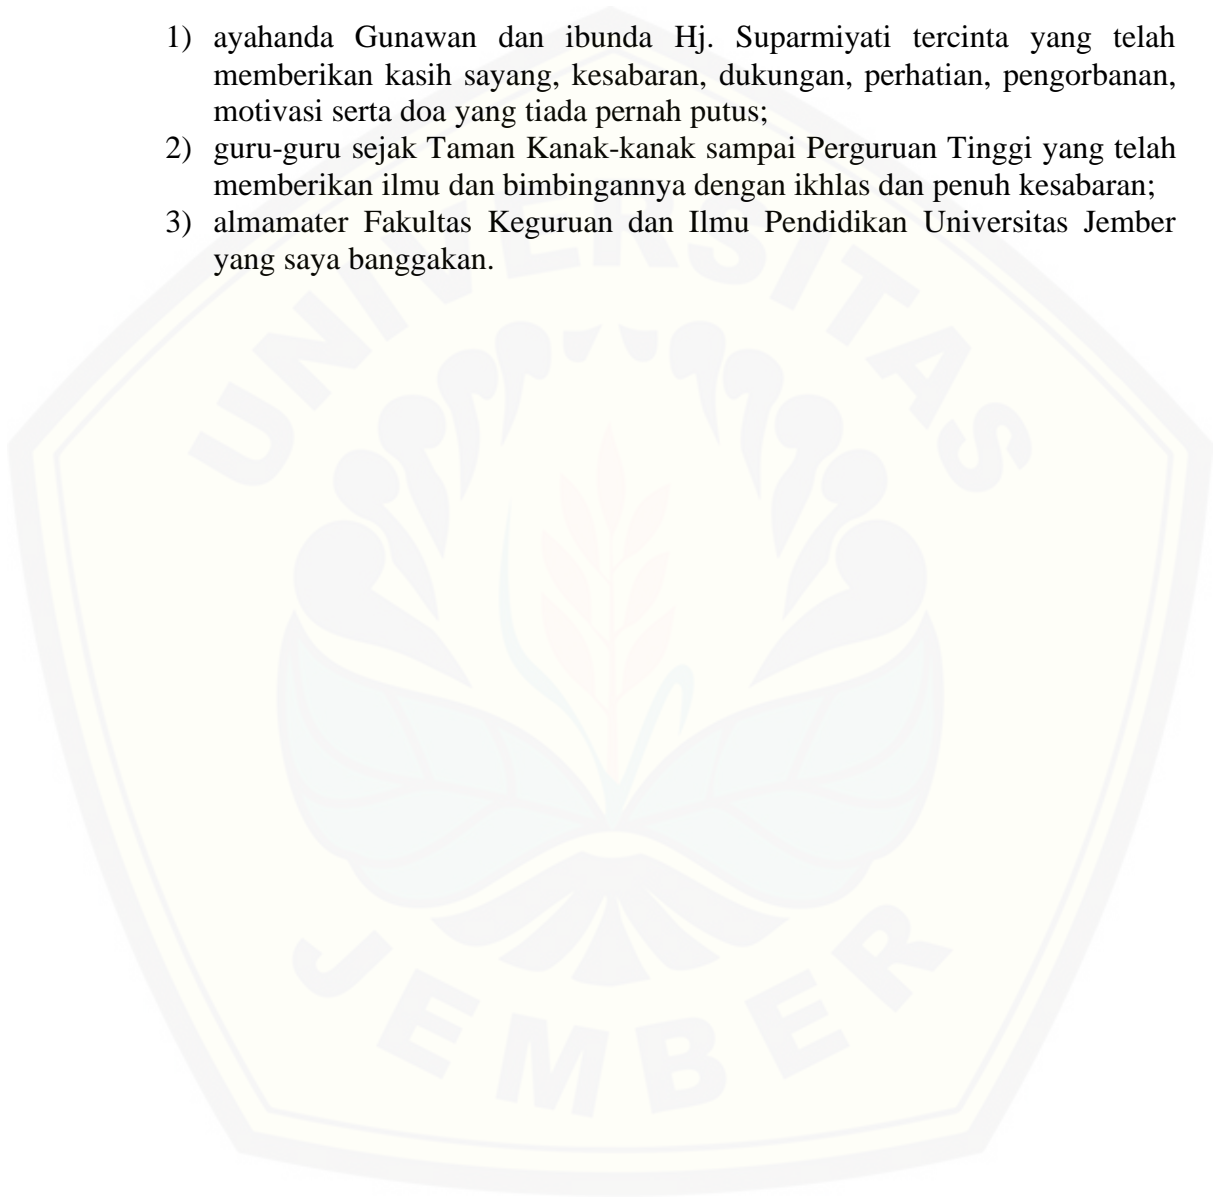 1) ayahanda Gunawan dan ibunda Hj. Suparmiyati tercinta yang telah
memberikan kasih sayang, kesabaran, dukungan, perhatian, pengorbanan,
motivasi serta doa yang tiada pernah putus;
2) guru-guru sejak Taman Kanak-kanak sampai Perguruan Tinggi yang telah
memberikan ilmu dan bimbingannya dengan ikhlas dan penuh kesabaran;
3) almamater Fakultas Keguruan dan Ilmu Pendidikan Universitas Jember
yang saya banggakan.
UNIVERSITAS
JEMBER